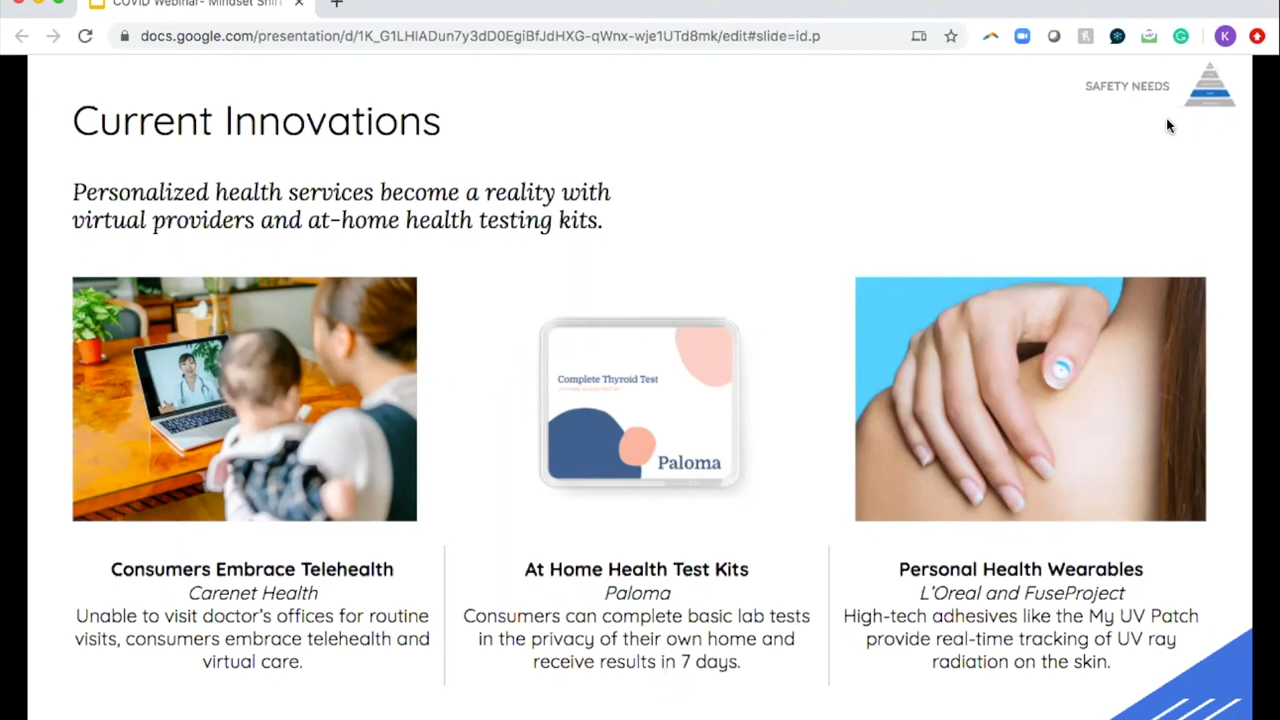 COVID Webinar- Mindset Shift
docs.google.com/presentation/d/1K_G1LHlADun7y3dD0EgiBfJdHXG-qWnx-wje1UTd8mk/edit#slide=id.p
K
SAFETY NEEDS
Current Innovations
Personalized health services become a reality with
virtual providers and at-home health testing kits.
Complete Thyroid Test
Paloma
Consumers Embrace Telehealth
Carenet Health
Unable to visit doctor's offices for routine
visits, consumers embrace telehealth and
virtual care.
At Home Health Test Kits
Paloma
Consumers can complete basic lab tests
in the privacy of their own home and
receive results in 7 days.
Personal Health Wearables
L'Oreal and FuseProject
High-tech adhesives like the My UV Patch
provide real-time tracking of UV ray
radiation on the skin.